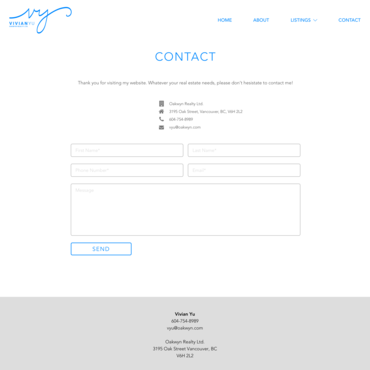 vy
VIVIAN YU
HOME ABOUT LISTINGS CONTACT
CONTACT
Thank you for visiting my website. Whatever your real estate needs, please don't hesitate to contact me!
Oakwyn Realty Ltd.
3195 Oak Street, Vancouver, BC. V6H 2L2
604-754-8989
vyu@oakwyn.com
First Name* Last Name*
Phone Number* Email*
Message
SEND
Vivian Yu
604-754-8989
vyu@oakwyn.com
Oakwyn Realty Ltd.
3195 Oak Street Vancouver, BC
V6H 2L2